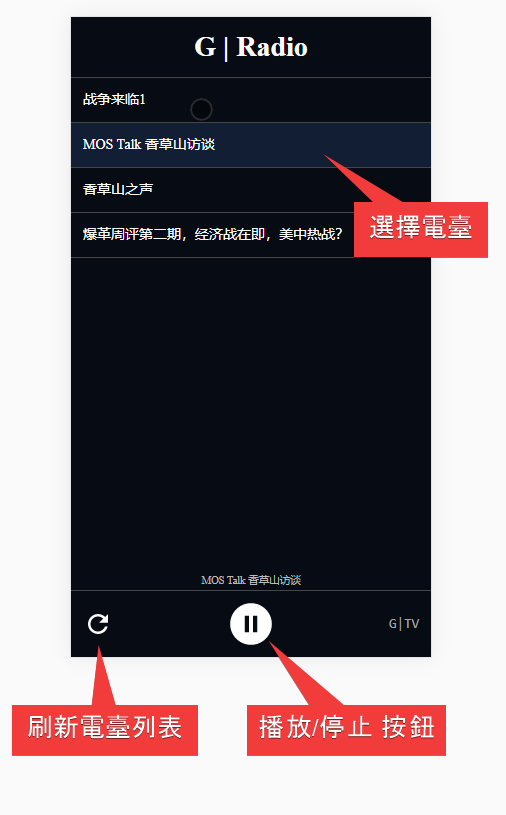 G | Radio
战争来临1
MOS Talk 香草山访谈
香草山之声
爆革周评第二期，经济战在即，美中热战？
選擇電臺
MOS Talk 香草山访谈
G|TV
刷新電臺列表
播放/停止 按鈕